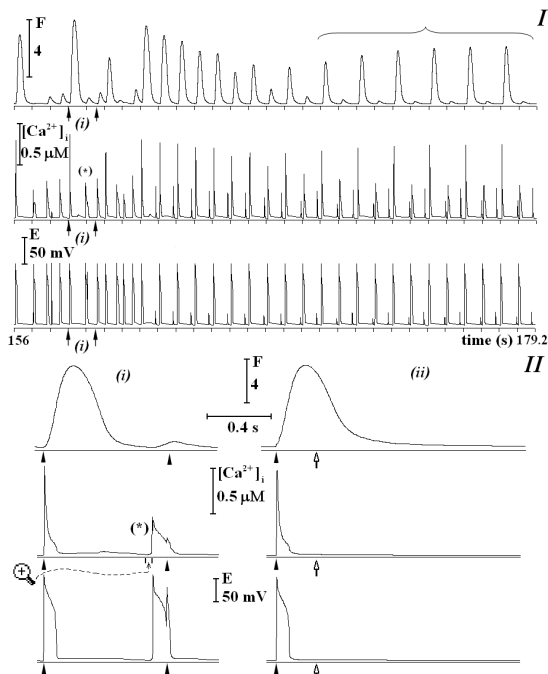 F
4
I
(i)
[Ca²⁺]ᵢ
0.5 μM
(*)
(i)
E
50 mV
(i)
156
time (s) 179.2
II
(i)
F
4
(ii)
0.4 s
[Ca²⁺]ᵢ
0.5 μM
(*)
E
50 mV